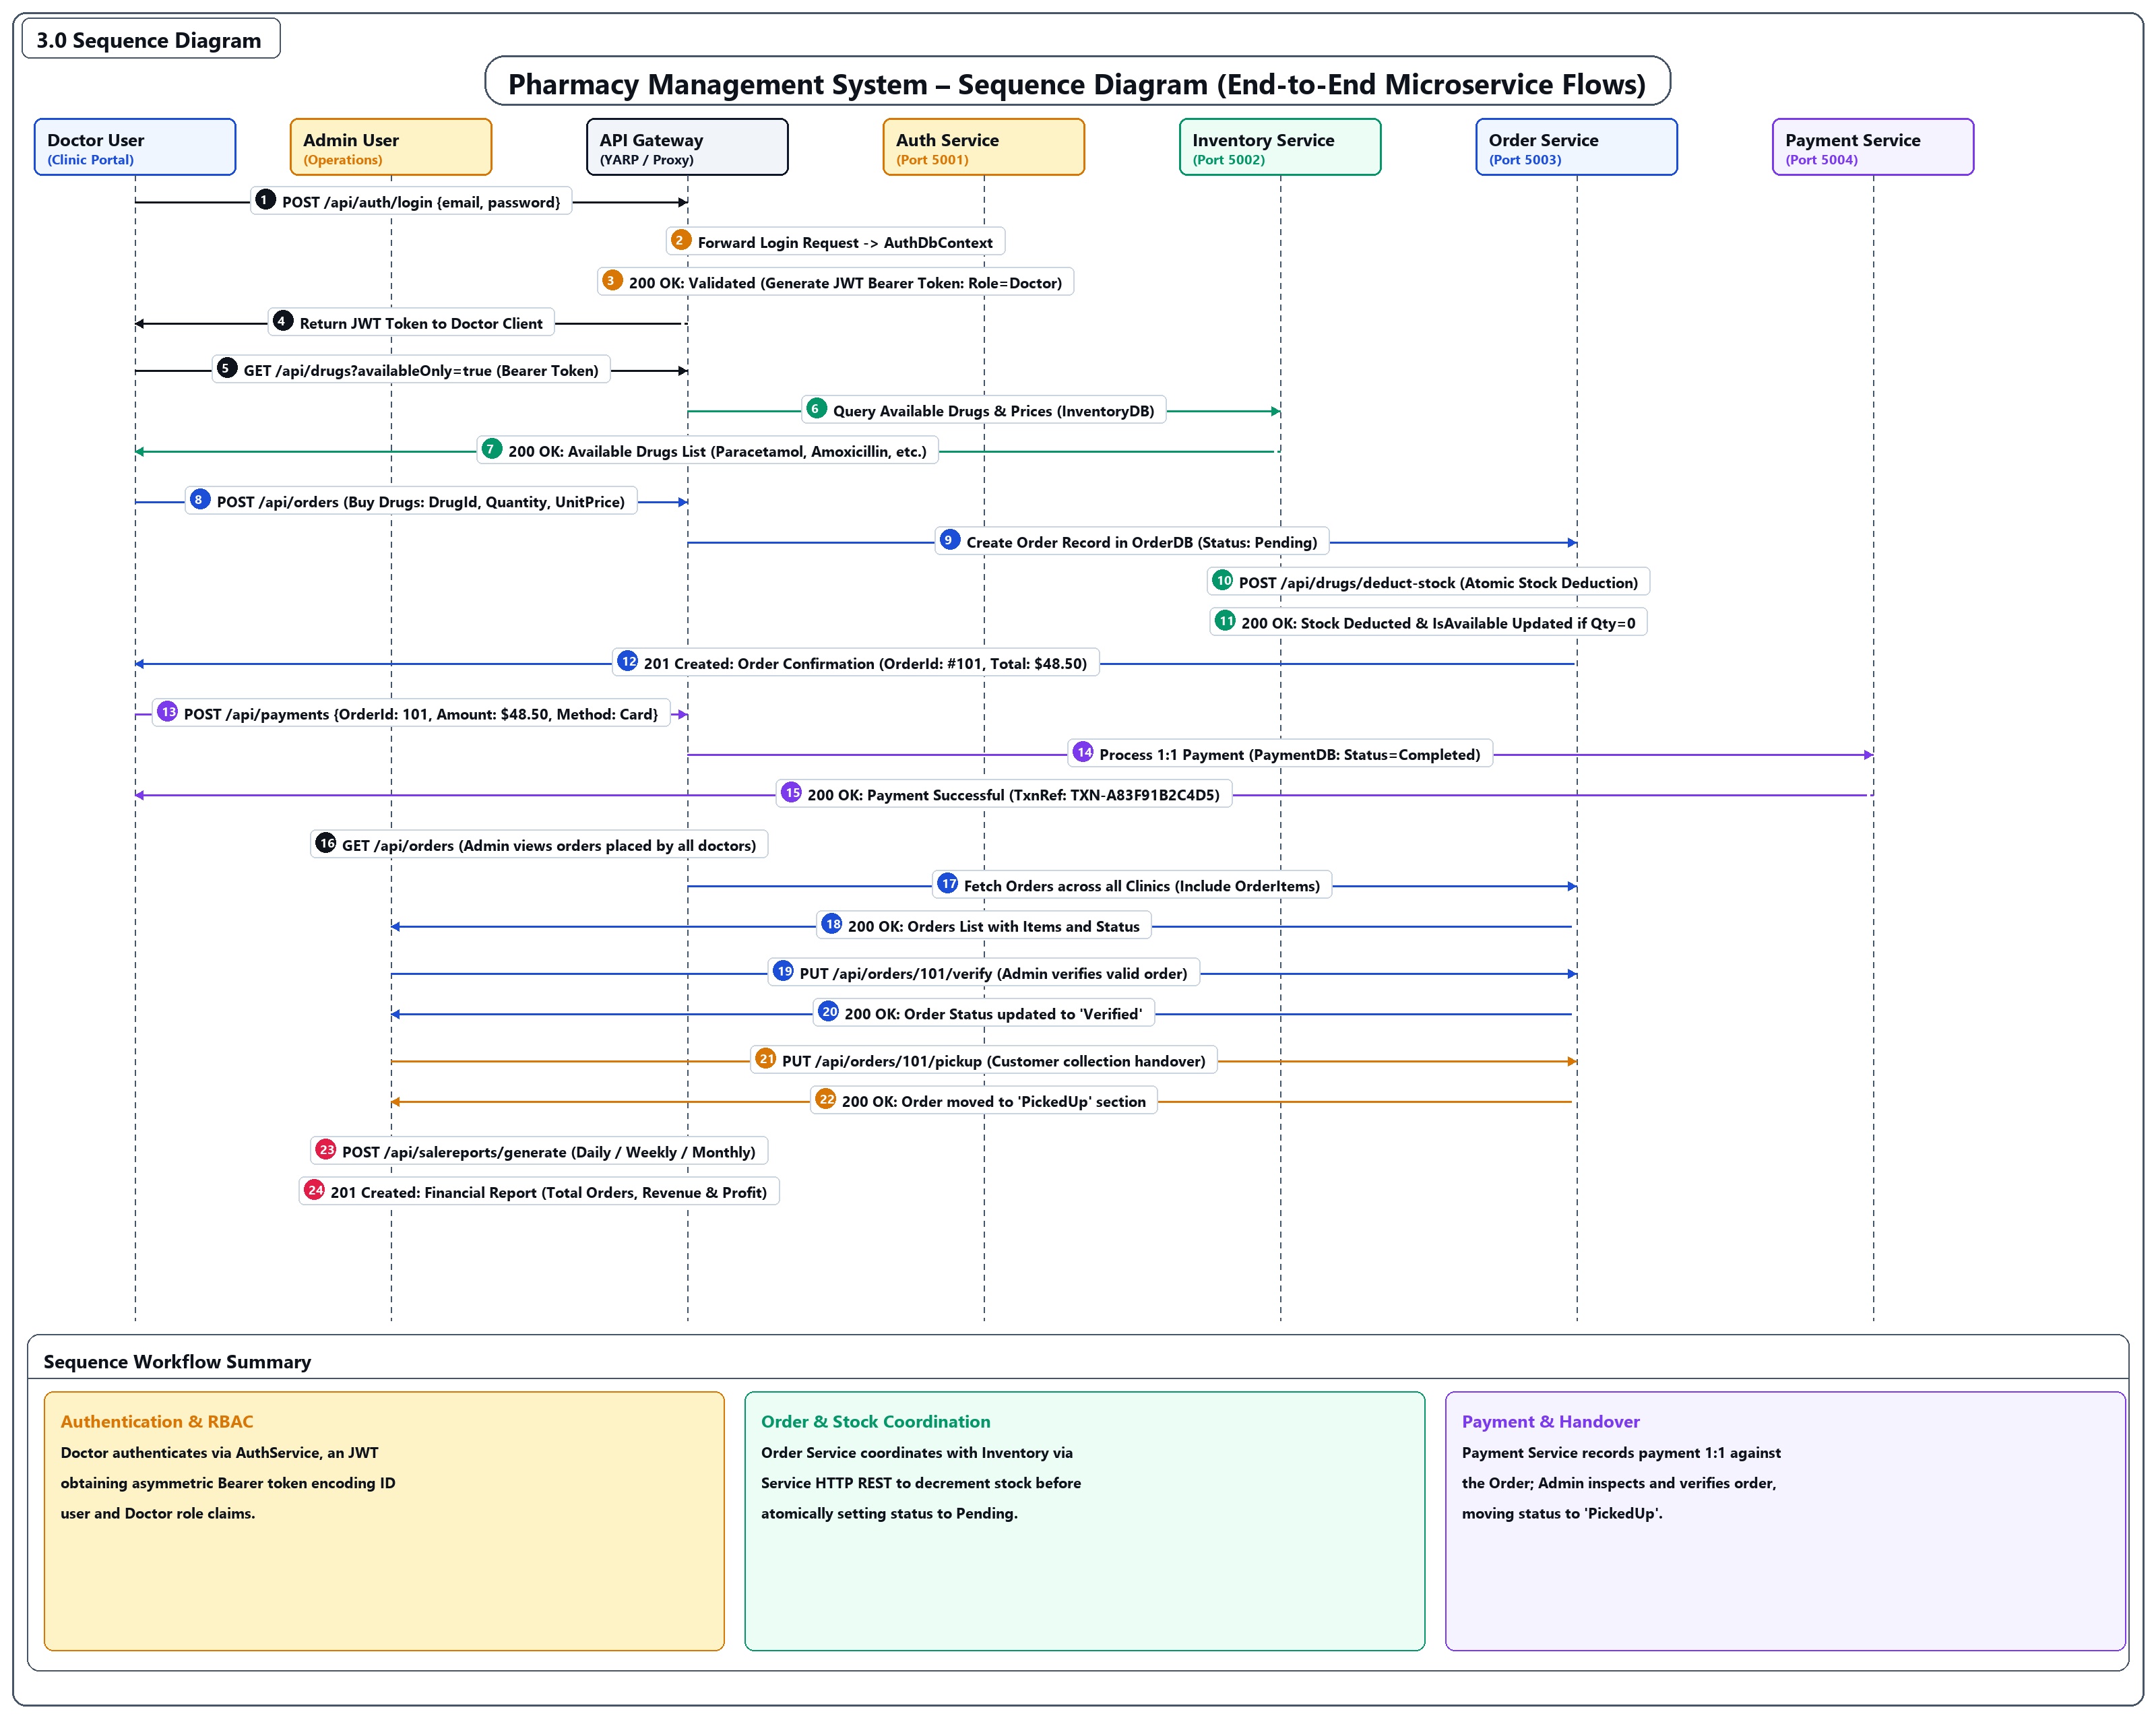 3.0 Sequence Diagram
Pharmacy Management System – Sequence Diagram (End-to-End Microservice Flows)
Doctor User
(Clinic Portal)
Admin User
(Operations)
API Gateway
(YARP / Proxy)
Auth Service
(Port 5001)
Inventory Service
(Port 5002)
Order Service
(Port 5003)
Payment Service
(Port 5004)
1 POST /api/auth/login {email, password}
2 Forward Login Request -> AuthDbContext
3 200 OK: Validated (Generate JWT Bearer Token: Role=Doctor)
4 Return JWT Token to Doctor Client
5 GET /api/drugs?availableOnly=true (Bearer Token)
6 Query Available Drugs & Prices (InventoryDB)
7 200 OK: Available Drugs List (Paracetamol, Amoxicillin, etc.)
8 POST /api/orders (Buy Drugs: DrugId, Quantity, UnitPrice)
9 Create Order Record in OrderDB (Status: Pending)
10 POST /api/drugs/deduct-stock (Atomic Stock Deduction)
11 200 OK: Stock Deducted & IsAvailable Updated if Qty=0
12 201 Created: Order Confirmation (OrderId: #101, Total: $48.50)
13 POST /api/payments {OrderId: 101, Amount: $48.50, Method: Card}
14 Process 1:1 Payment (PaymentDB: Status=Completed)
15 200 OK: Payment Successful (TxnRef: TXN-A83F91B2C4D5)
16 GET /api/orders (Admin views orders placed by all doctors)
17 Fetch Orders across all Clinics (Include OrderItems)
18 200 OK: Orders List with Items and Status
19 PUT /api/orders/101/verify (Admin verifies valid order)
20 200 OK: Order Status updated to 'Verified'
21 PUT /api/orders/101/pickup (Customer collection handover)
22 200 OK: Order moved to 'PickedUp' section
23 POST /api/salereports/generate (Daily / Weekly / Monthly)
24 201 Created: Financial Report (Total Orders, Revenue & Profit)
Sequence Workflow Summary
Authentication & RBAC
Doctor authenticates via AuthService, an JWT
obtaining asymmetric Bearer token encoding ID
user and Doctor role claims.
Order & Stock Coordination
Order Service coordinates with Inventory via
Service HTTP REST to decrement stock before
atomically setting status to Pending.
Payment & Handover
Payment Service records payment 1:1 against
the Order; Admin inspects and verifies order,
moving status to 'PickedUp'.